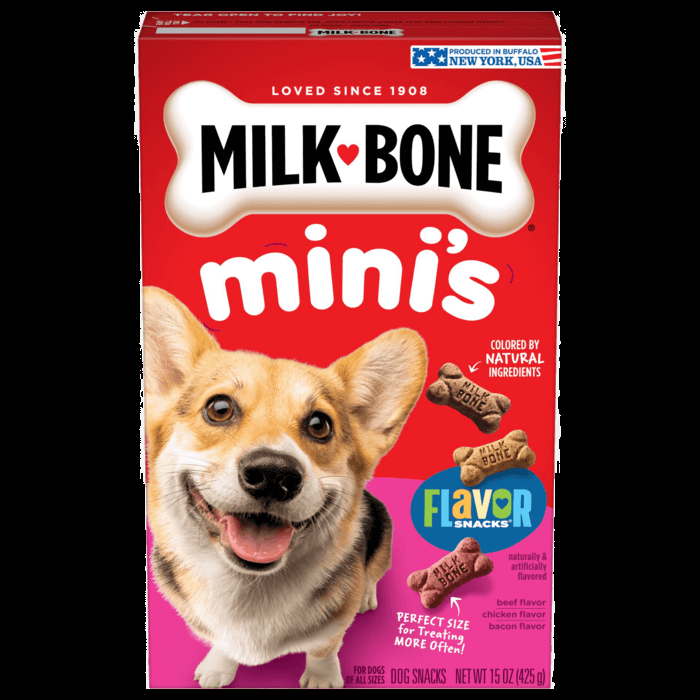 TEAR OPEN TO FIND JOY!
MILK-BONE
PRODUCED IN BUFFALO
NEW YORK, USA
LOVED SINCE 1908
MILK♥BONE
®
mini's
COLORED BY
NATURAL
INGREDIENTS
MILK
BONE
MILK
BONE
FLAVOR
SNACKS®
MILK
BONE
naturally &
artificially
flavored
beef flavor
chicken flavor
bacon flavor
PERFECT SIZE
for Treating
MORE Often!
FOR DOGS
OF ALL SIZES
DOG SNACKS NET WT 15 OZ (425 g)